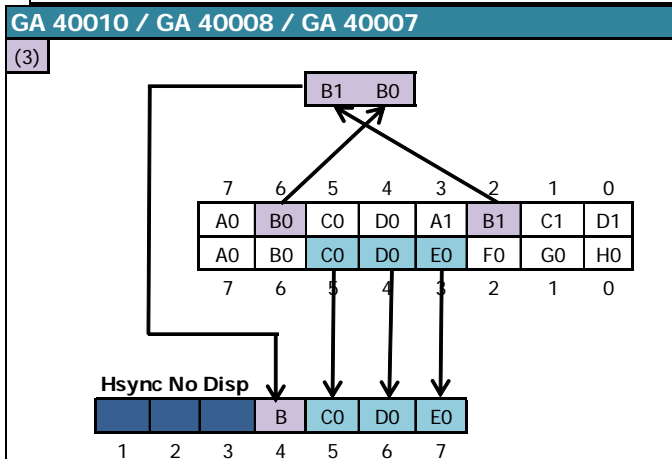 GA 40010 / GA 40008 / GA 40007
(3)
B1 B0
7 6 5 4 3 2 1 0
A0 B0 C0 D0 A1 B1 C1 D1
A0 B0 C0 D0 E0 F0 G0 H0
7 6 5 4 3 2 1 0
Hsync No Disp
B C0 D0 E0
1 2 3 4 5 6 7